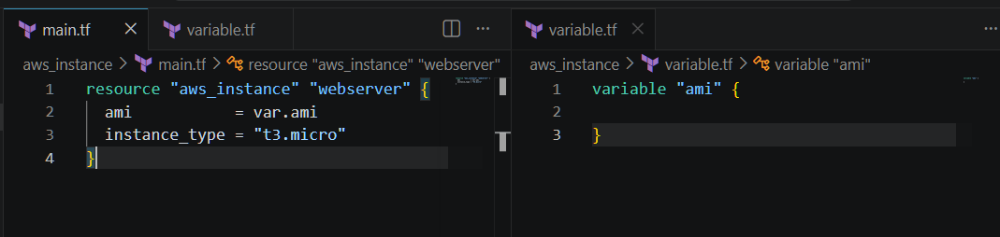 main.tf variable.tf ···
aws_instance > main.tf > resource "aws_instance" "webserver"
1 resource "aws_instance" "webserver" {
2   ami           = var.ami
3   instance_type = "t3.micro"
4 }
variable.tf ···
aws_instance > variable.tf > variable "ami"
1 variable "ami" {
2
3 }